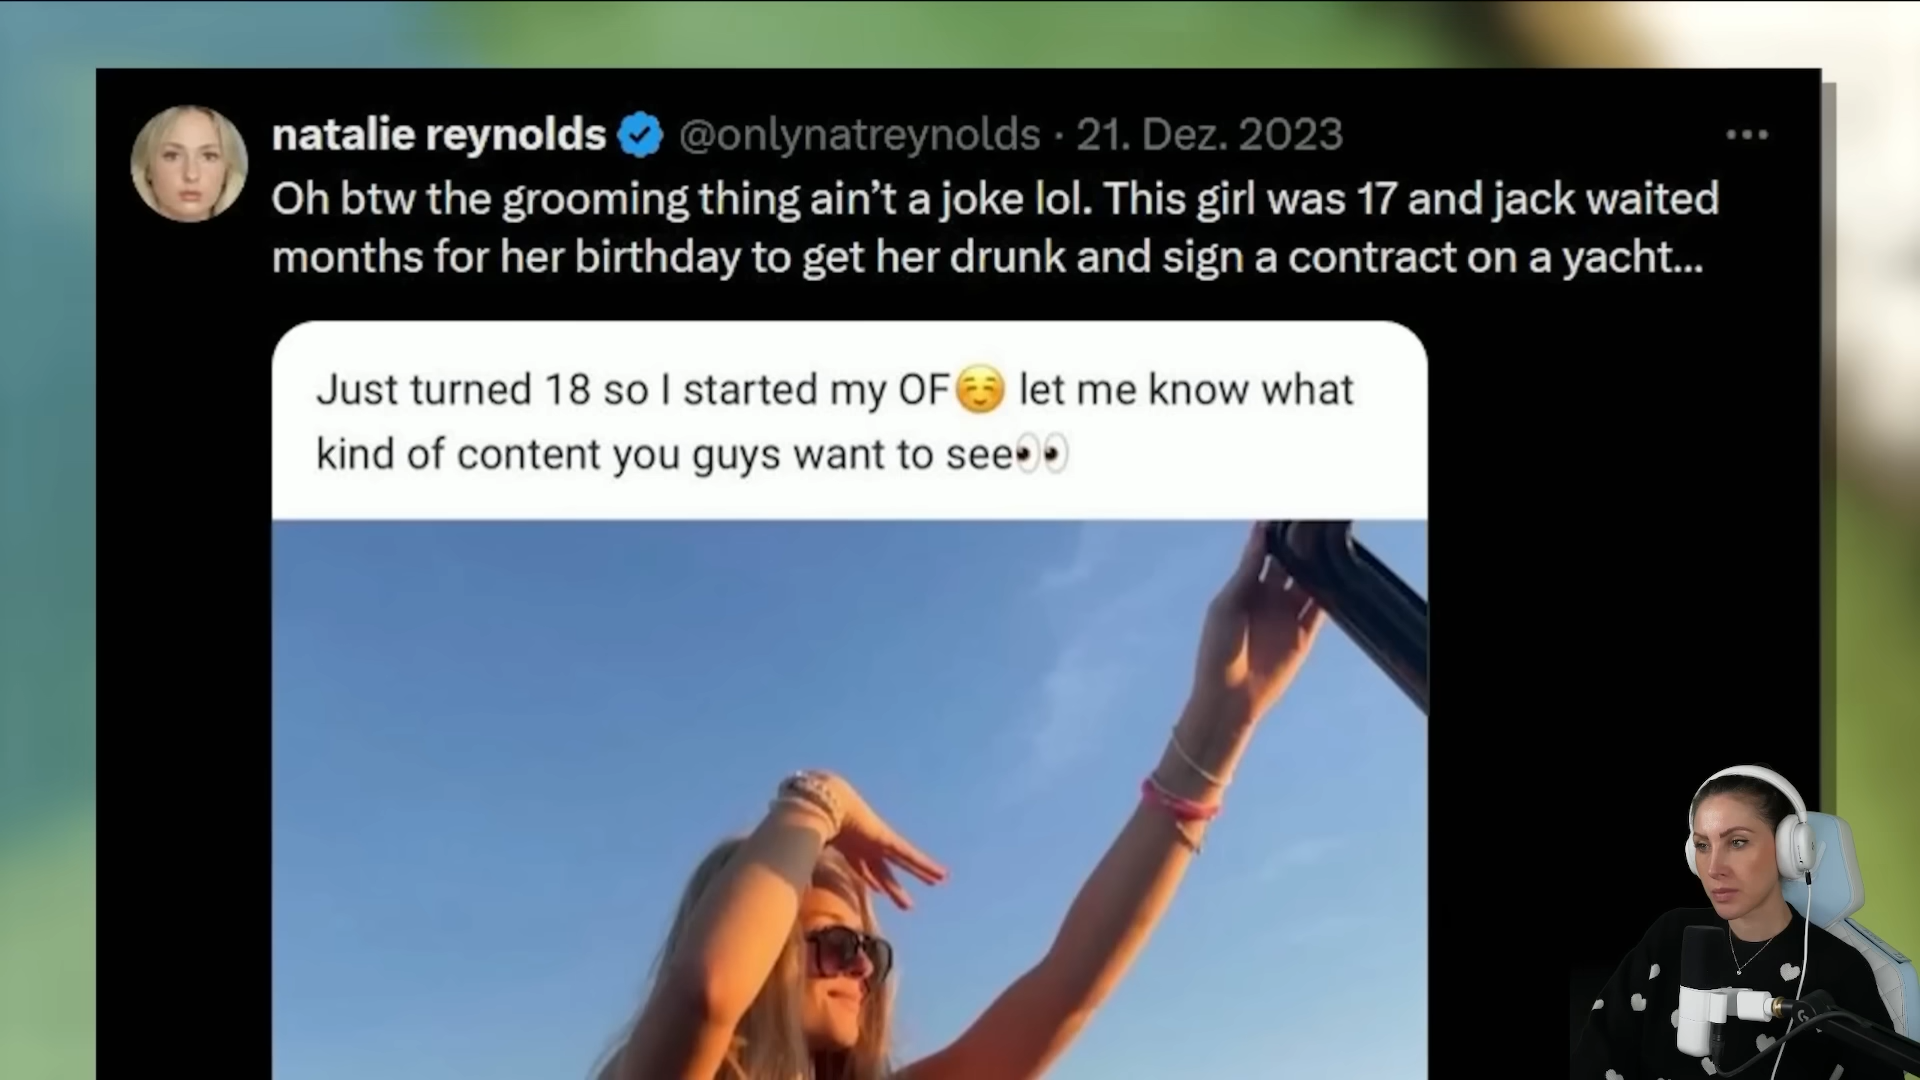 natalie reynolds @onlynatreynolds · 21. Dez. 2023
Oh btw the grooming thing ain’t a joke lol. This girl was 17 and jack waited
months for her birthday to get her drunk and sign a contract on a yacht...
Just turned 18 so I started my OF☺️ let me know what
kind of content you guys want to see👀